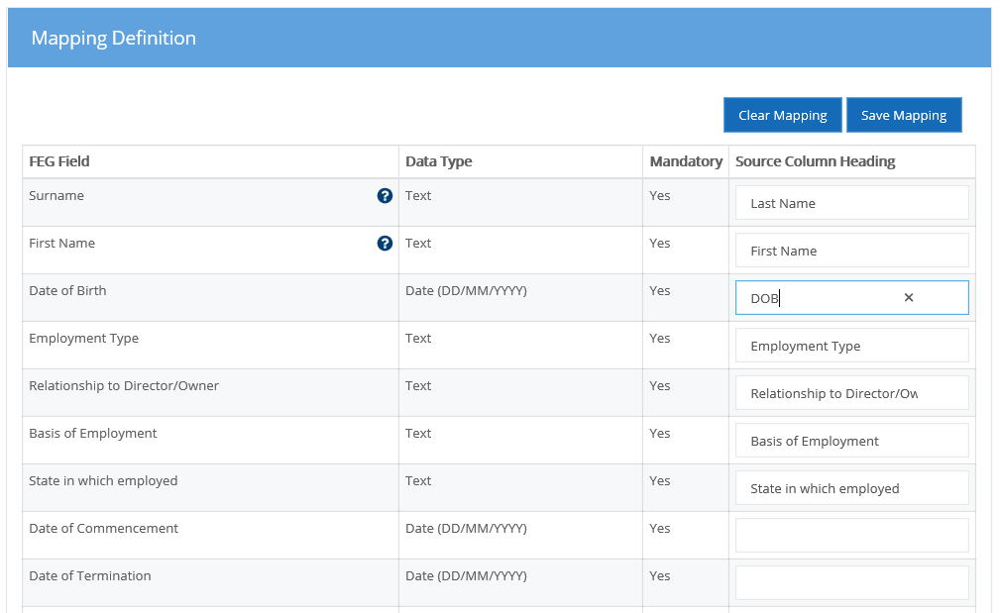 Mapping Definition
Clear Mapping Save Mapping
FEG Field Data Type Mandatory Source Column Heading
Surname ? Text Yes Last Name
First Name ? Text Yes First Name
Date of Birth Date (DD/MM/YYYY) Yes DOB ×
Employment Type Text Yes Employment Type
Relationship to Director/Owner Text Yes Relationship to Director/Ow
Basis of Employment Text Yes Basis of Employment
State in which employed Text Yes State in which employed
Date of Commencement Date (DD/MM/YYYY) Yes
Date of Termination Date (DD/MM/YYYY) Yes